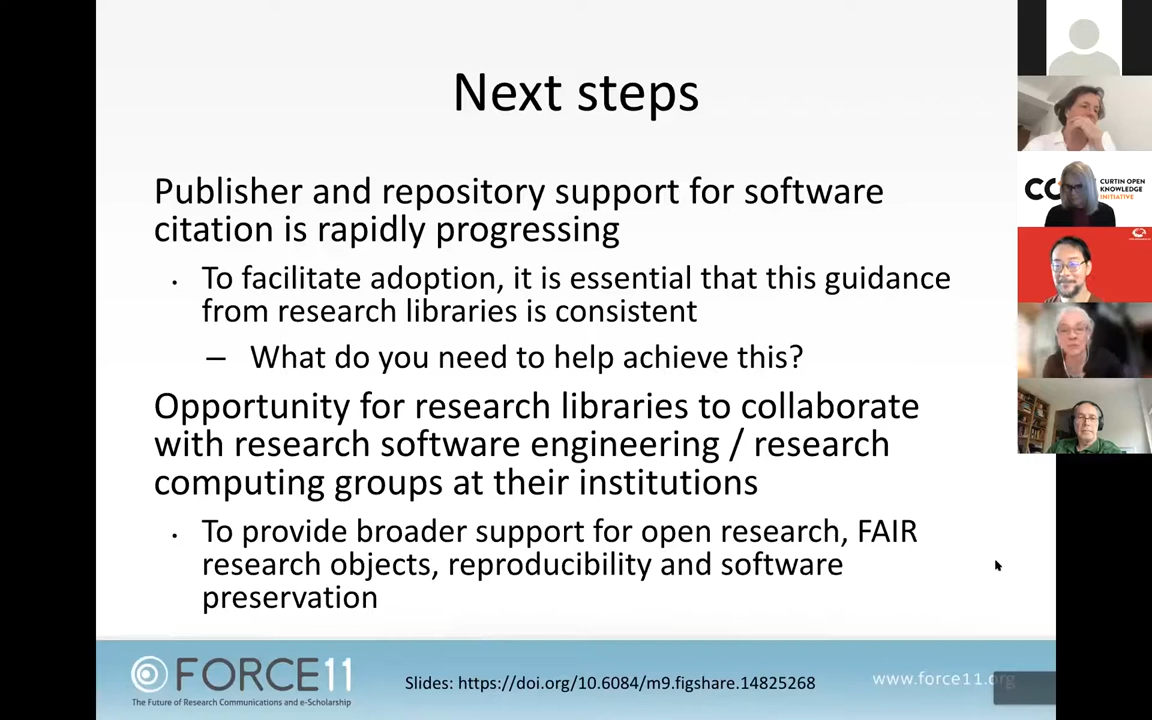 Next steps
Publisher and repository support for software
citation is rapidly progressing
• To facilitate adoption, it is essential that this guidance
from research libraries is consistent
– What do you need to help achieve this?
Opportunity for research libraries to collaborate
with research software engineering / research
computing groups at their institutions
• To provide broader support for open research, FAIR
research objects, reproducibility and software
preservation
FORCE11
The Future of Research Communications and e-Scholarship
Slides: https://doi.org/10.6084/m9.figshare.14825268
www.force11.org
CURTIN OPEN
KNOWLEDGE
INITIATIVE